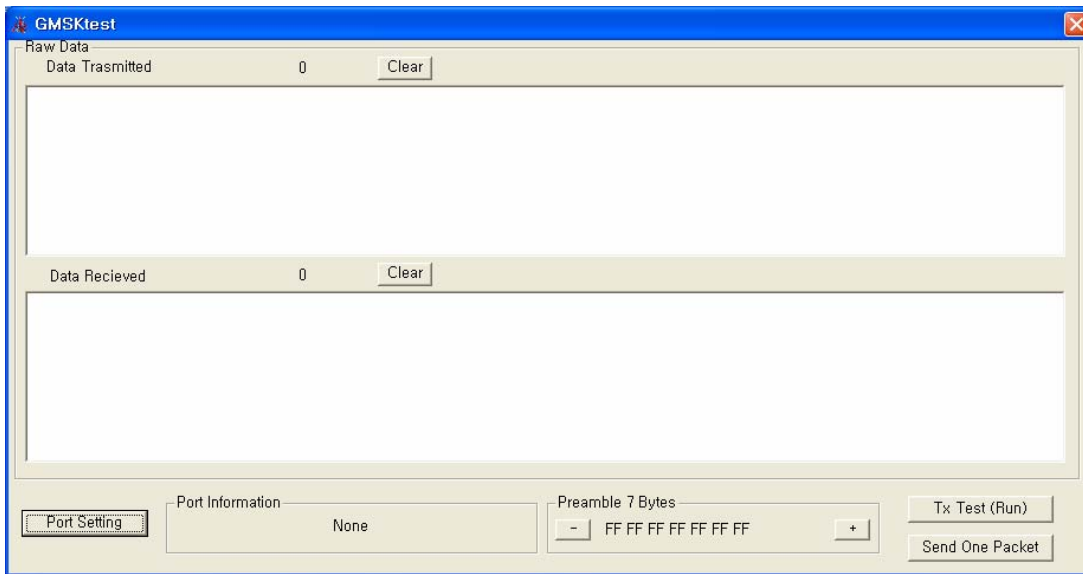 GMSKtest
Raw Data
Data Trasmitted 0 Clear
Data Recieved 0 Clear
Port Setting
Port Information
None
Preamble 7 Bytes
- FF FF FF FF FF FF FF +
Tx Test (Run)
Send One Packet